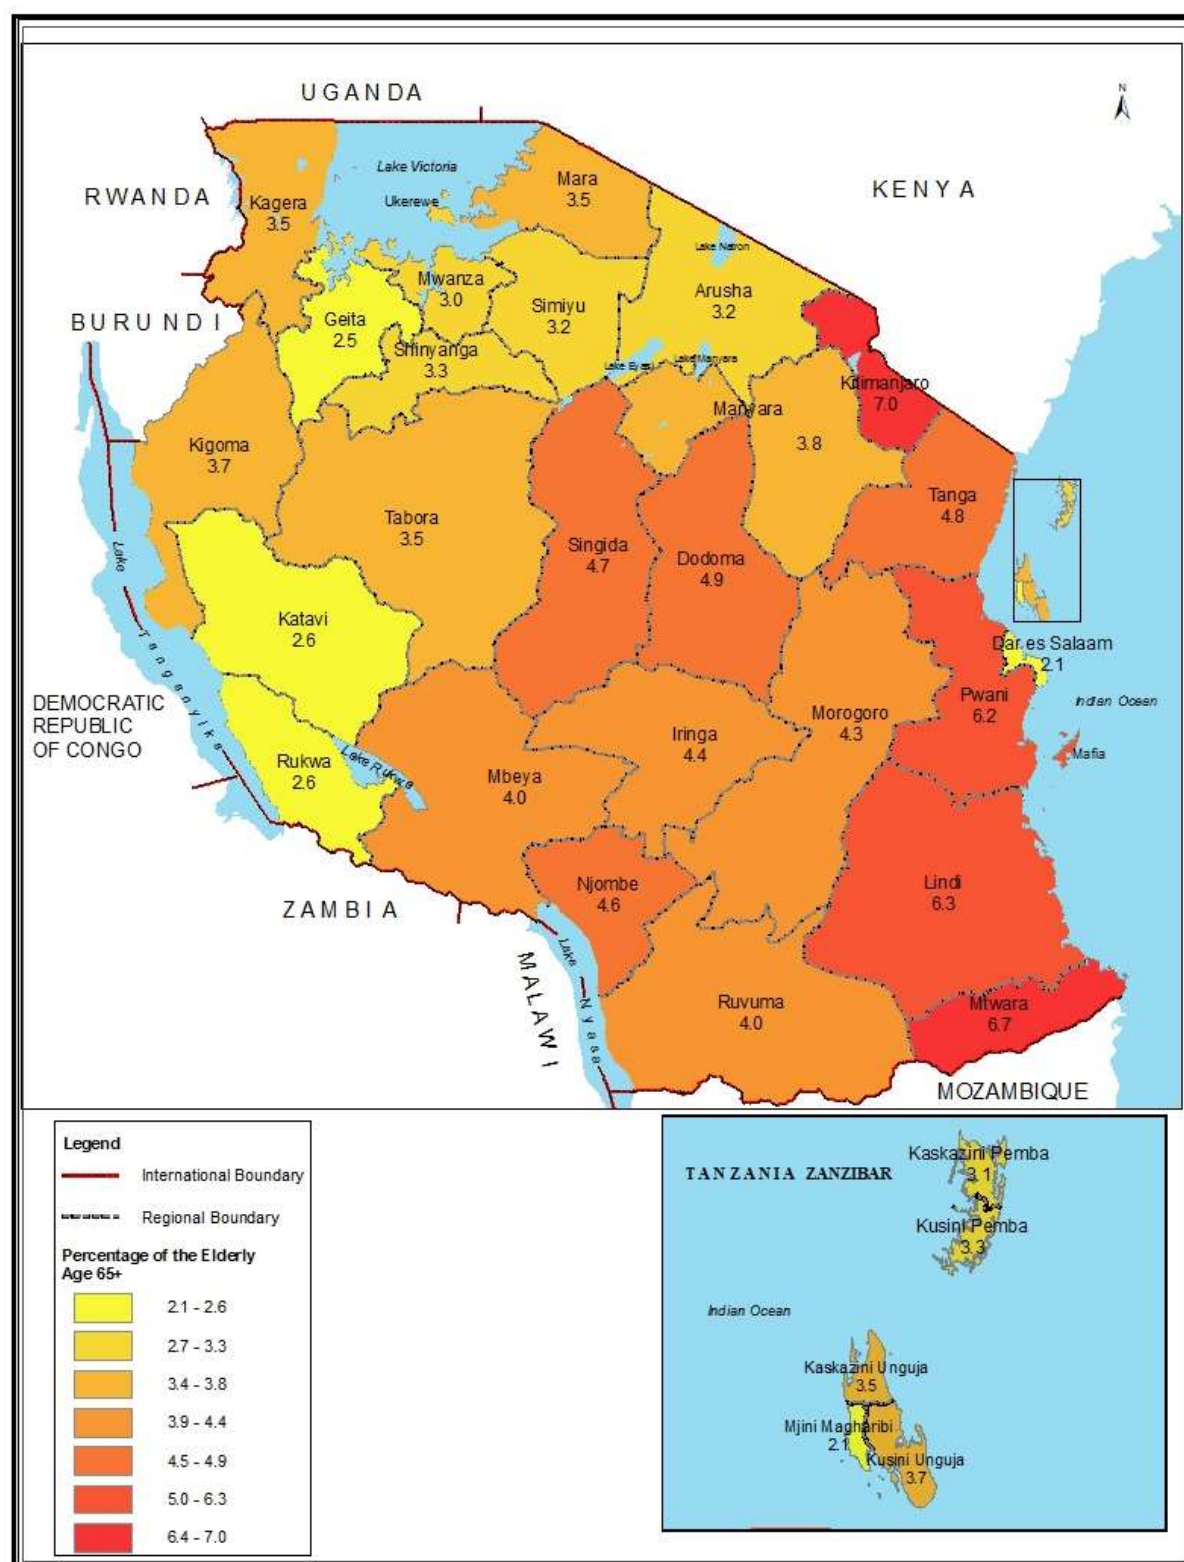 N
UGANDA
Lake Victoria
Ukerewe
RWANDA
KENYA
Kagera
3.5
Mara
3.5
Lake Natron
Mwanza
3.0
Simiyu
3.2
Arusha
3.2
BURUNDI
Geita
2.5
Shinyanga
3.3
Lake Eyasi
Lake Manyara
Kilimanjaro
7.0
Manyara
3.8
Kigoma
3.7
Tabora
3.5
Singida
4.7
Dodoma
4.9
Tanga
4.8
Lake Tanganyika
Katavi
2.6
Dar es Salaam
2.1
DEMOCRATIC
REPUBLIC
OF CONGO
Pwani
6.2
Indian Ocean
Mafia
Morogoro
4.3
Iringa
4.4
Rukwa
2.6
Lake Rukwa
Mbeya
4.0
Njombe
4.6
Lindi
6.3
ZAMBIA
MALAWI
Lake Nyasa
Ruvuma
4.0
Mtwara
6.7
MOZAMBIQUE
Legend
International Boundary
Regional Boundary
Percentage of the Elderly
Age 65+
2.1 - 2.6
2.7 - 3.3
3.4 - 3.8
3.9 - 4.4
4.5 - 4.9
5.0 - 6.3
6.4 - 7.0
TANZANIA ZANZIBAR
Kaskazini Pemba
3.1
Kusini Pemba
3.3
Indian Ocean
Kaskazini Unguja
3.5
Mjini Magharibi
2.1
Kusini Unguja
3.7